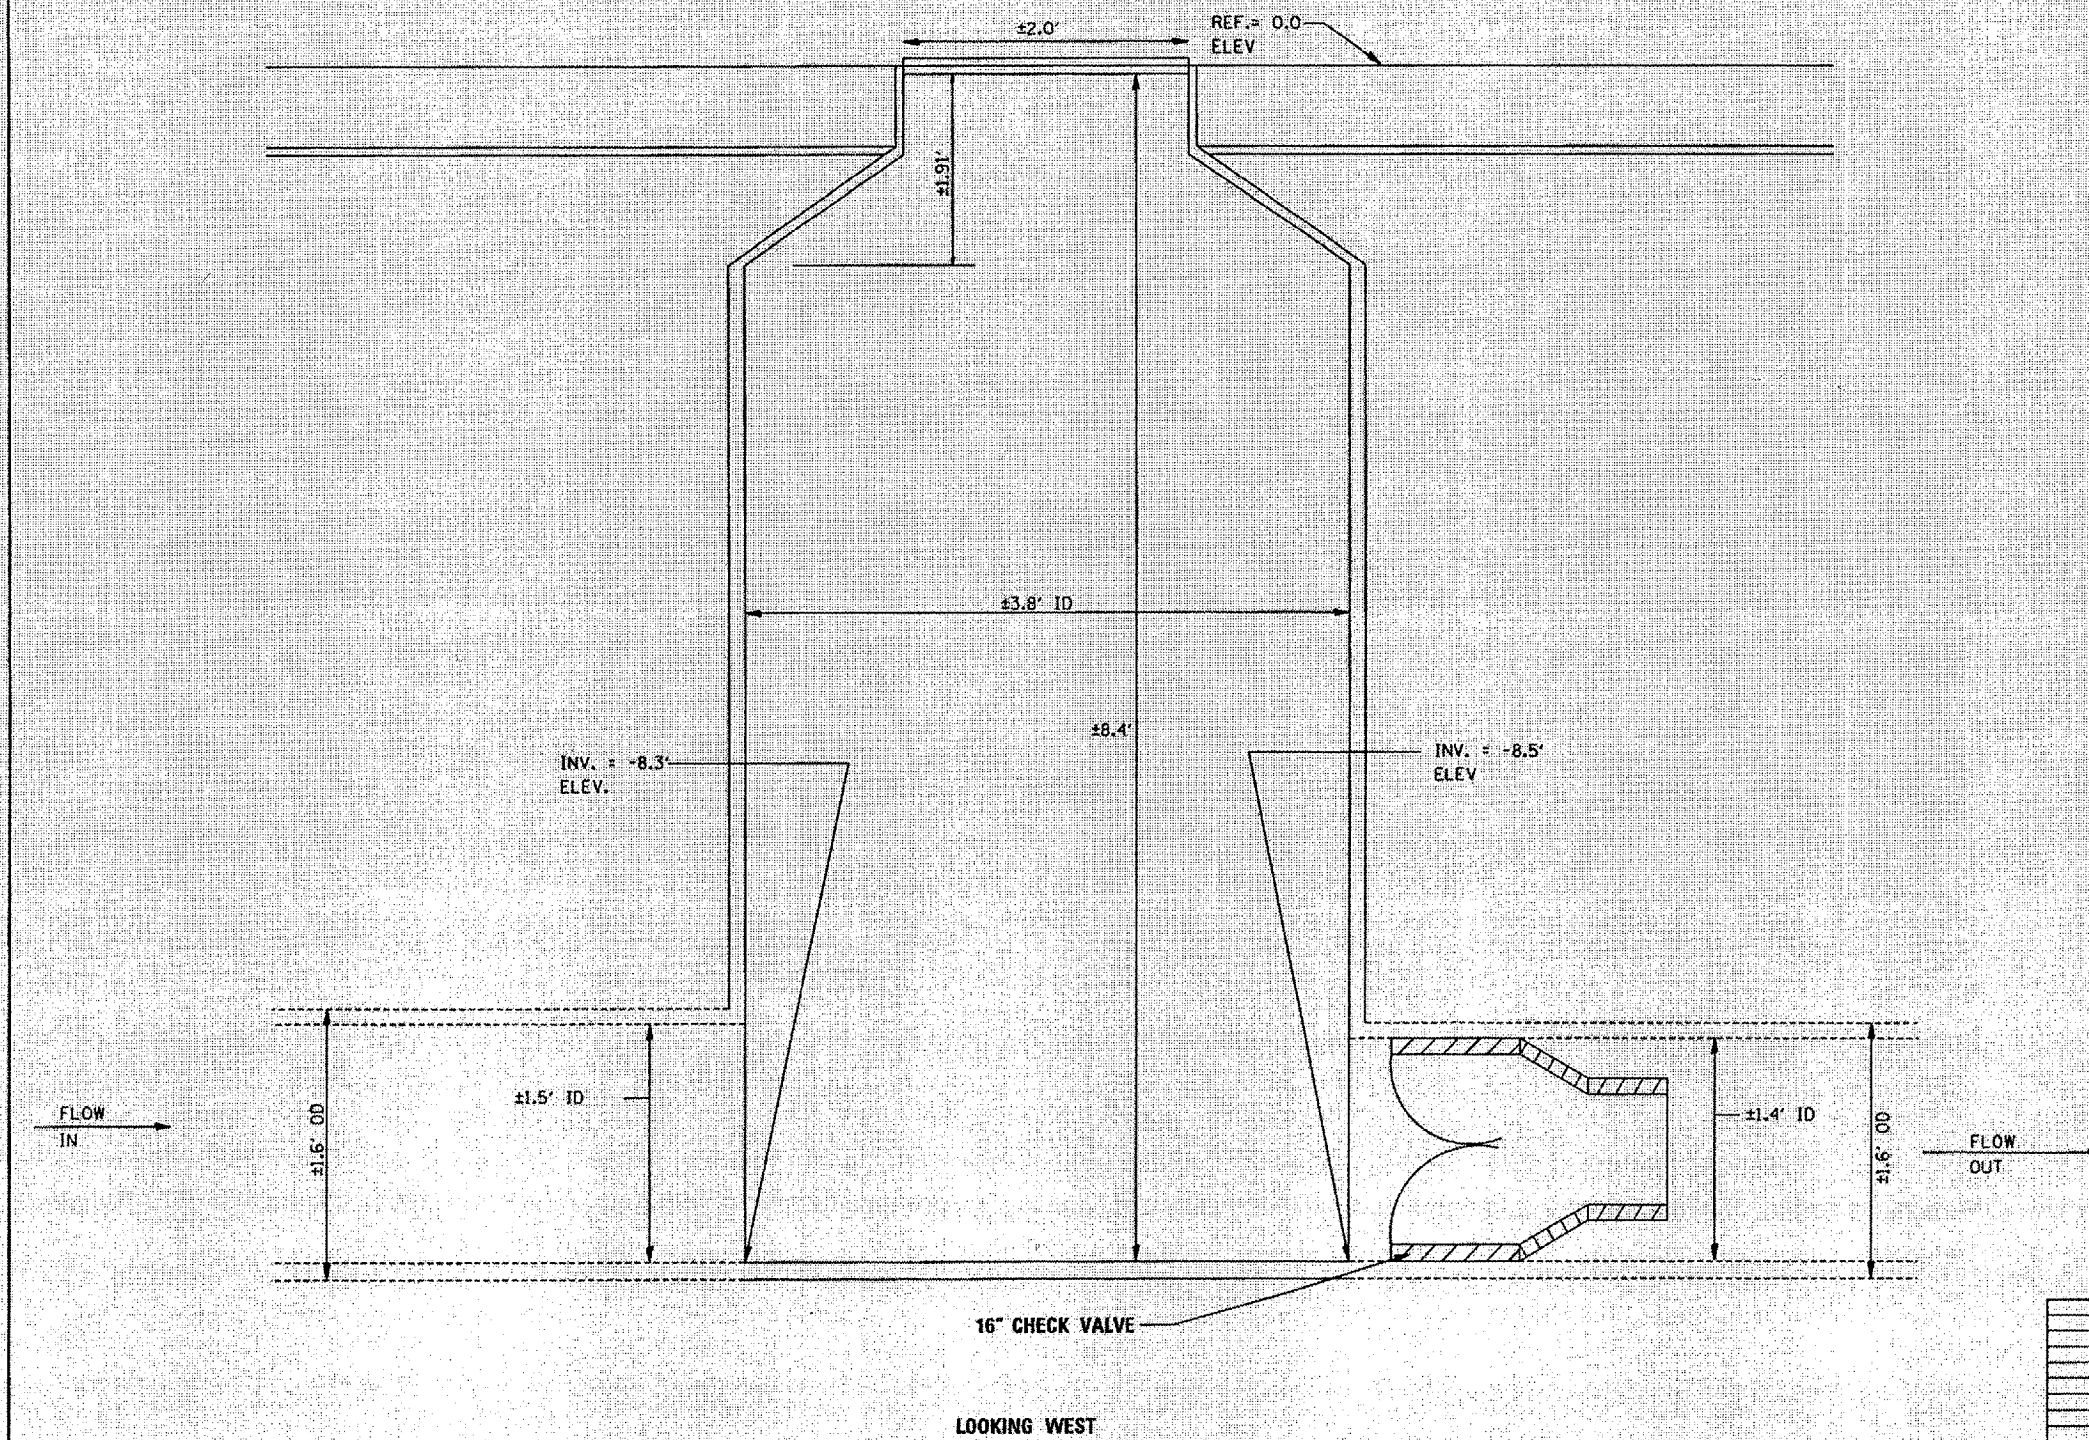 ±2.0'
REF.= 0.0
ELEV
±1.91'
±3.8' ID
±8.4'
INV. = -8.3'
ELEV.
INV. = -8.5'
ELEV
±1.5' ID
±1.6' OD
FLOW
IN
±1.4' ID
±1.6' OD
FLOW
OUT
16" CHECK VALVE
LOOKING WEST